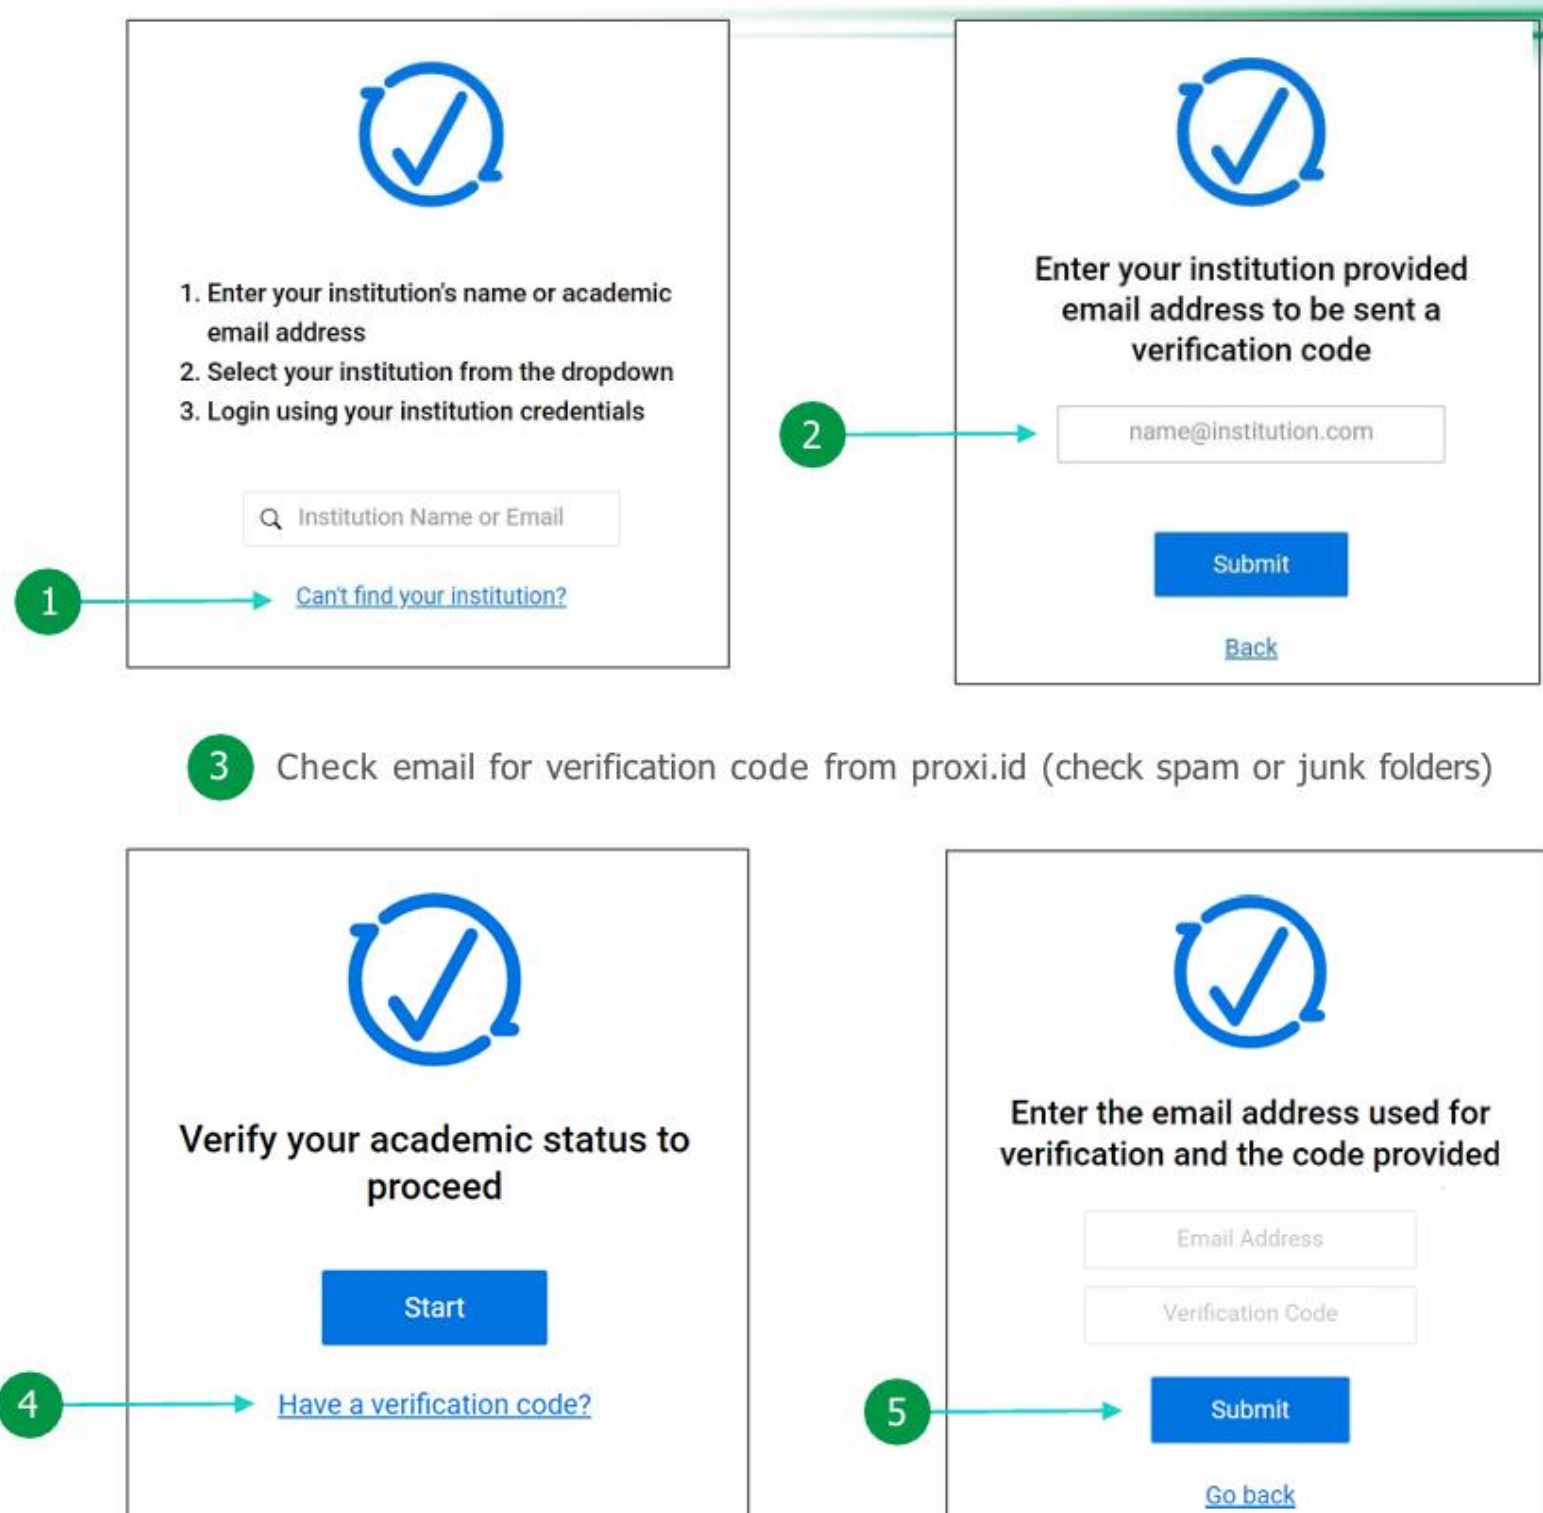 1. Enter your institution's name or academic
email address
2. Select your institution from the dropdown
3. Login using your institution credentials
Institution Name or Email
1
Can't find your institution?
Enter your institution provided
email address to be sent a
verification code
2
name@institution.com
Submit
Back
3 Check email for verification code from proxi.id (check spam or junk folders)
Verify your academic status to
proceed
Start
4
Have a verification code?
Enter the email address used for
verification and the code provided
Email Address
Verification Code
5
Submit
Go back